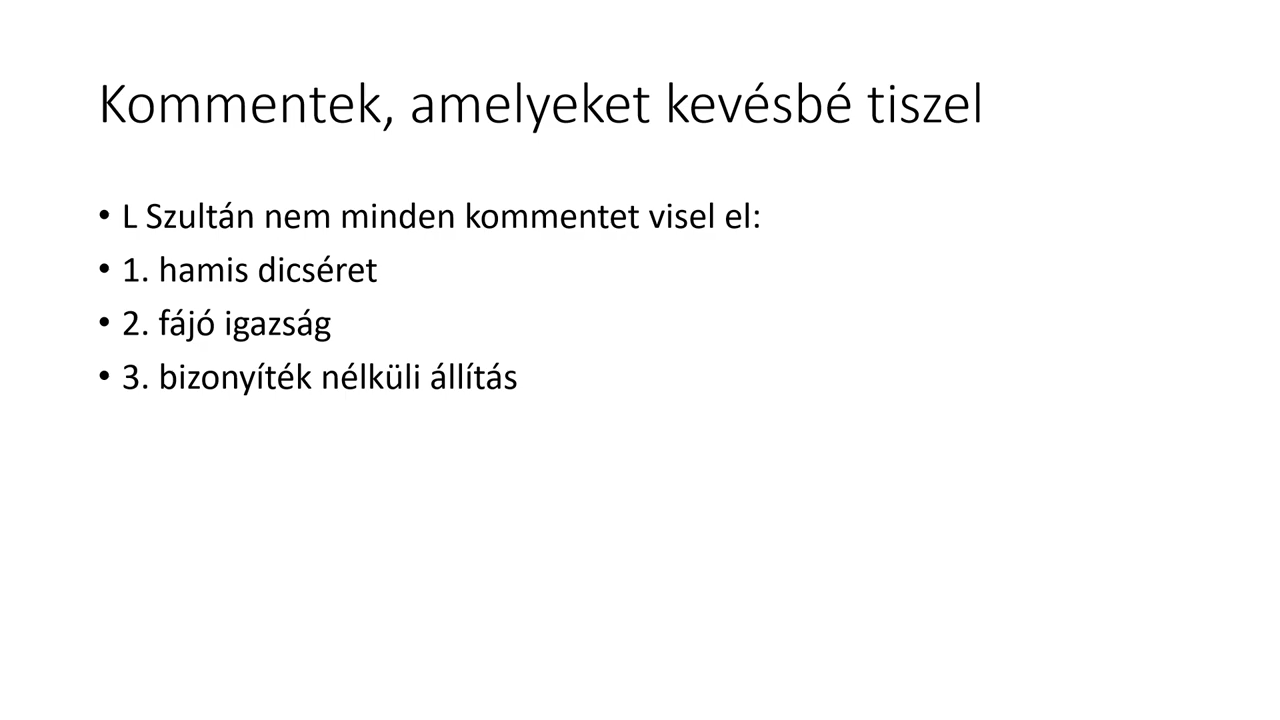 Kommentek, amelyeket kevésbé tiszel
• L Szultán nem minden kommentet visel el:
• 1. hamis dicséret
• 2. fájó igazság
• 3. bizonyíték nélküli állítás